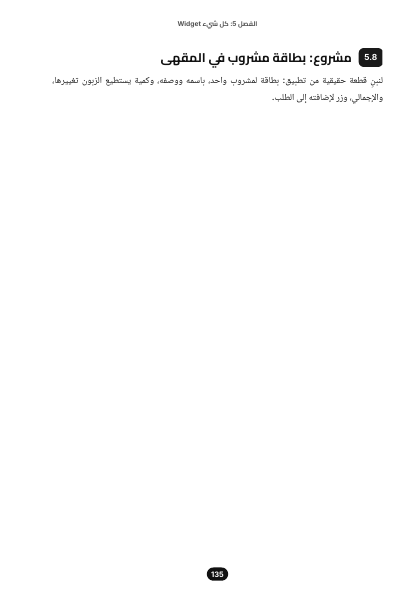 الفصل 5: كل شيء Widget
5.8 مشروع: بطاقة مشروب في المقهى
لنبنِ قطعة حقيقية من تطبيق: بطاقة لمشروب واحد، باسمه ووصفه، وكمية يستطيع الزبون تغييرها،
والإجمالي، وزر لإضافته إلى الطلب.
135